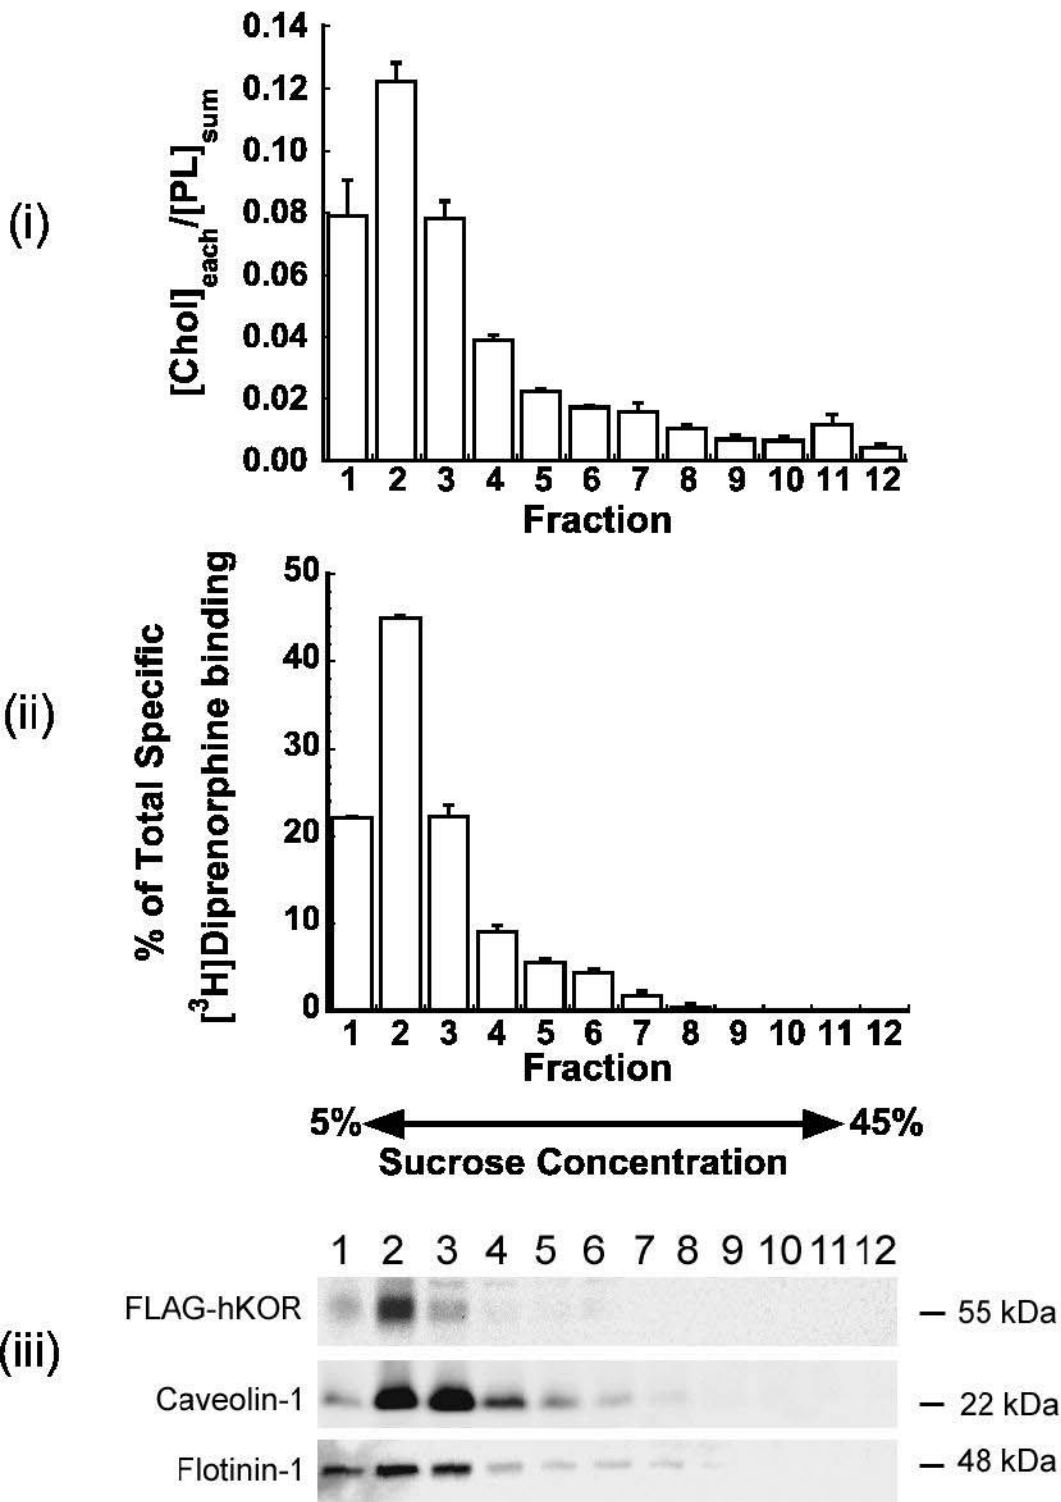 (i)
[Chol]each/[PL]sum
0.14
0.12
0.10
0.08
0.06
0.04
0.02
0.00
1 2 3 4 5 6 7 8 9 10 11 12
Fraction
(ii)
% of Total Specific
[3H]Diprenorphine binding
50
40
30
20
10
0
1 2 3 4 5 6 7 8 9 10 11 12
Fraction
5% 45%
Sucrose Concentration
(iii)
1 2 3 4 5 6 7 8 9 10 11 12
FLAG-hKOR 55 kDa
Caveolin-1 22 kDa
Flotinin-1 48 kDa